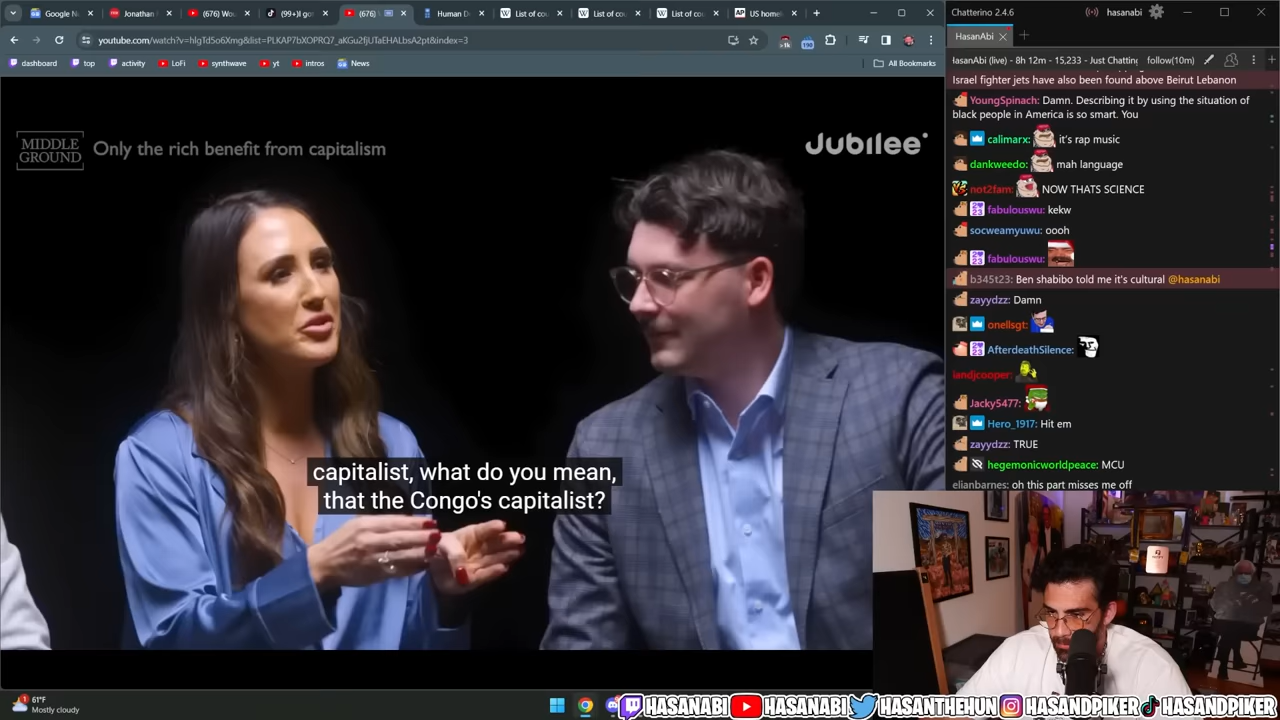 Google N
Jonathan
(676) Wou
(99+)I go
(676)
Human D
List of cou
List of cou
List of cou
AP
US home
youtube.com/watch?v=hlgTd5o6Xmg&list=PLKAP7bXOPRQ7_aKGu2fjUTaEHALbsA2pt&index=3
dashboard
top
activity
LoFi
synthwave
yt
intros
News
All Bookmarks
MIDDLE
GROUND
Only the rich benefit from capitalism
Jubilee
capitalist, what do you mean,
that the Congo's capitalist?
Chatterino 2.4.6
hasanabi
HasanAbi
HasanAbi (live) - 8h 12m - 15,233 - Just Chatting
follow(10m)
Israel fighter jets have also been found above Beirut Lebanon
YoungSpinach: Damn. Describing it by using the situation of
black people in America is so smart. You
calimarx: it's rap music
dankweedo: mah language
not2fam: NOW THATS SCIENCE
fabulouswu: kekw
socweamyuwu: oooh
fabulouswu:
b345t23: Ben shabibo told me it's cultural @hasanabi
zayydzz: Damn
onellsgt:
AfterdeathSilence:
iandjcooper:
Jacky5477:
Hero_1917: Hit em
zayydzz: TRUE
hegemonicworldpeace: MCU
elianbarnes: oh this part misses me off
61°F
Mostly cloudy
HASANABI
HASANABI
HASANTHEHUN
HASANDPIKER
HASANDPIKER